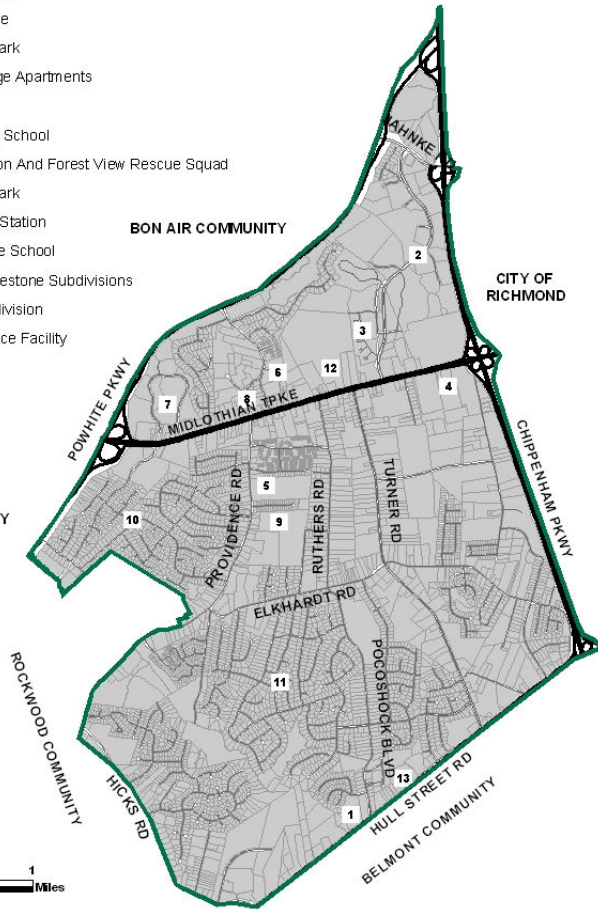 e
ark
ge Apartments
School
on And Forest View Rescue Squad
ark
Station
e School
estone Subdivisions
division
ce Facility
BON AIR COMMUNITY
JAHNKE
2
CITY OF
RICHMOND
3
6
12
4
8
7
MIDLOTHIAN TPKE
POWHITE PKWY
CHIPPENHAM PKWY
5
9
10
PROVIDENCE RD
RUTHERS RD
TURNER RD
Y
ELKHARDT RD
11
POCOSHOCK BLVD
ROCKWOOD COMMUNITY
HICKS RD
13
1
HULL STREET RD
BELMONT COMMUNITY
1
Miles